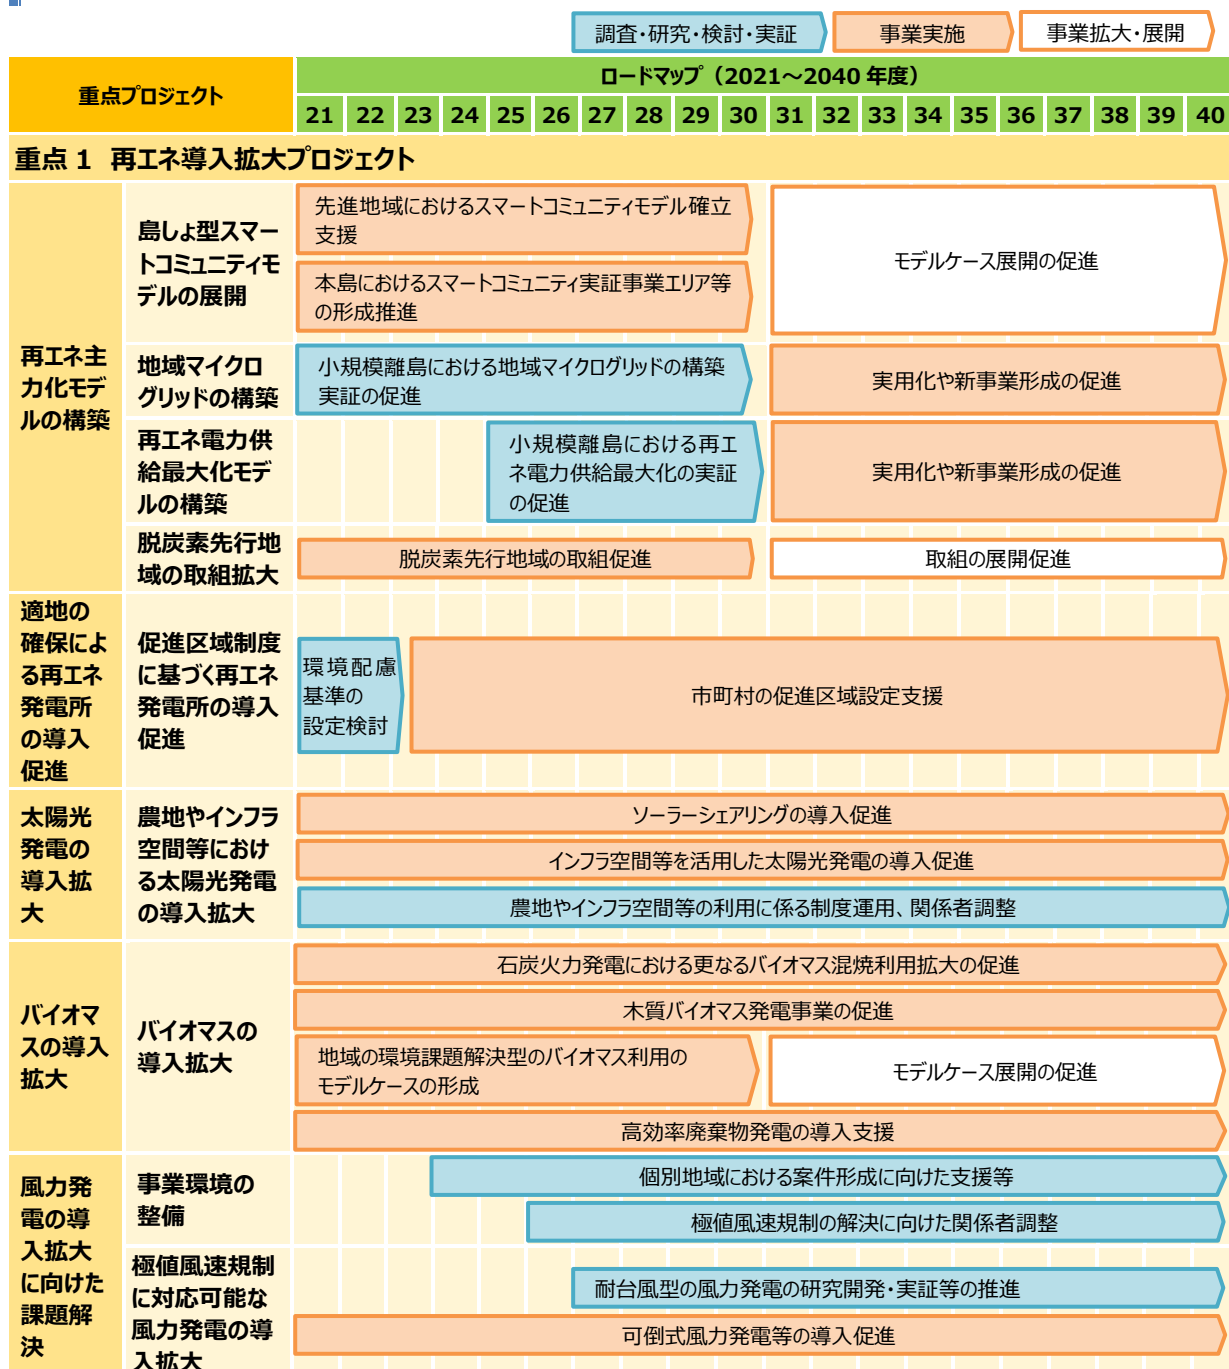 調査・研究・検討・実証
事業実施
事業拡大・展開
重点プロジェクト
ロードマップ（2021～2040 年度）
21 22 23 24 25 26 27 28 29 30 31 32 33 34 35 36 37 38 39 40
重点 1 再エネ導入拡大プロジェクト
再エネ主
力化モデ
ルの構築
島しょ型スマー
トコミュニティモ
デルの展開
先進地域におけるスマートコミュニティモデル確立
支援
本島におけるスマートコミュニティ実証事業エリア等
の形成推進
モデルケース展開の促進
地域マイクロ
グリッドの構築
小規模離島における地域マイクログリッドの構築
実証の促進
実用化や新事業形成の促進
再エネ電力供
給最大化モデ
ルの構築
小規模離島における再エ
ネ電力供給最大化の実証
の促進
実用化や新事業形成の促進
脱炭素先行地
域の取組拡大
脱炭素先行地域の取組促進
取組の展開促進
適地の
確保によ
る再エネ
発電所
の導入
促進
促進区域制度
に基づく再エネ
発電所の導入
促進
環境配慮
基準の
設定検討
市町村の促進区域設定支援
太陽光
発電の
導入拡
大
農地やインフラ
空間等におけ
る太陽光発電
の導入拡大
ソーラーシェアリングの導入促進
インフラ空間等を活用した太陽光発電の導入促進
農地やインフラ空間等の利用に係る制度運用、関係者調整
バイオマ
スの導入
拡大
バイオマスの
導入拡大
石炭火力発電における更なるバイオマス混焼利用拡大の促進
木質バイオマス発電事業の促進
地域の環境課題解決型のバイオマス利用の
モデルケースの形成
モデルケース展開の促進
高効率廃棄物発電の導入支援
風力発
電の導
入拡大
に向けた
課題解
決
事業環境の
整備
個別地域における案件形成に向けた支援等
極値風速規制の解決に向けた関係者調整
極値風速規制
に対応可能な
風力発電の導
入拡大
耐台風型の風力発電の研究開発・実証等の推進
可倒式風力発電等の導入促進